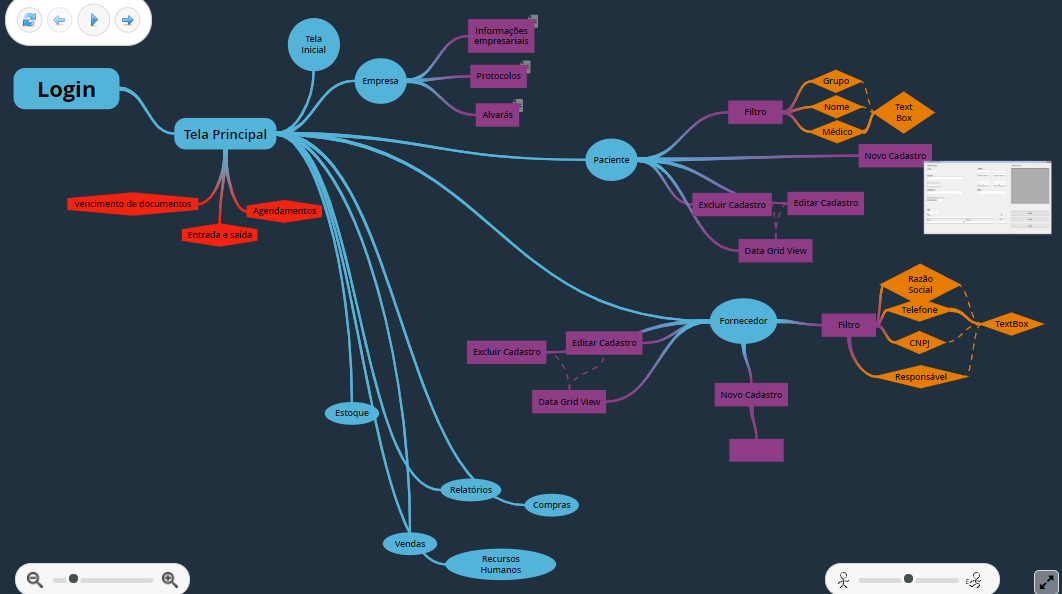 Login
Tela Principal
vencimento de documentos
Entrada e saída
Agendamentos
Tela
Inicial
Empresa
Informações
empresariais
Protocolos
Alvarás
Paciente
Filtro
Grupo
Nome
Médico
Text
Box
Novo Cadastro
Excluir Cadastro
Editar Cadastro
Data Grid View
Fornecedor
Filtro
Razão
Social
Telefone
CNPJ
Responsável
TextBox
Editar Cadastro
Excluir Cadastro
Data Grid View
Novo Cadastro
Estoque
Relatórios
Compras
Vendas
Recursos
Humanos